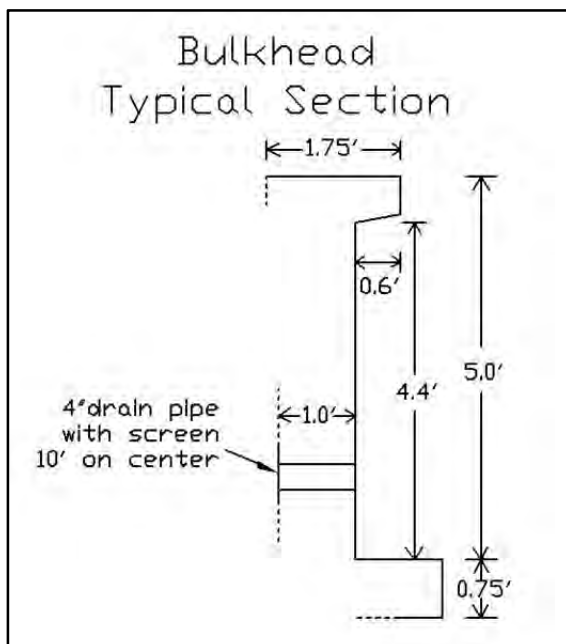 Bulkhead
Typical Section
1.75'
0.6'
4.4'
5.0'
1.0'
4"drain pipe
with screen
10' on center
0.75'